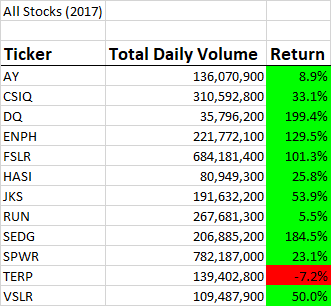 All Stocks (2017)
Ticker Total Daily Volume Return
AY 136,070,900 8.9%
CSIQ 310,592,800 33.1%
DQ 35,796,200 199.4%
ENPH 221,772,100 129.5%
FSLR 684,181,400 101.3%
HASI 80,949,300 25.8%
JKS 191,632,200 53.9%
RUN 267,681,300 5.5%
SEDG 206,885,200 184.5%
SPWR 782,187,000 23.1%
TERP 139,402,800 -7.2%
VSLR 109,487,900 50.0%